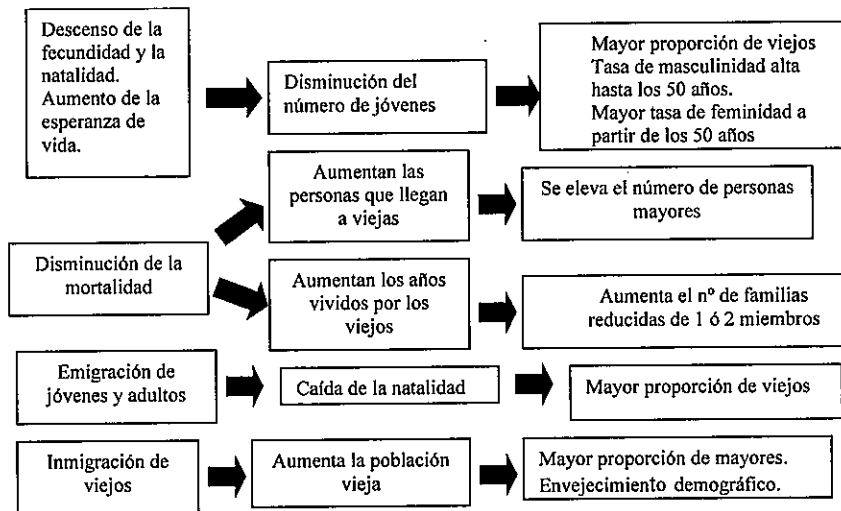 Descenso de la
fecundidad y la
natalidad.
Aumento de la
esperanza de
vida.
Disminución del
número de jóvenes
Mayor proporción de viejos
Tasa de masculinidad alta
hasta los 50 años.
Mayor tasa de feminidad a
partir de los 50 años
Disminución de la
mortalidad
Aumentan las
personas que llegan
a viejas
Se eleva el número de personas
mayores
Aumentan los años
vividos por los
viejos
Aumenta el nº de familias
reducidas de 1 ó 2 miembros
Emigración de
jóvenes y adultos
Caída de la natalidad
Mayor proporción de viejos
Inmigración de
viejos
Aumenta la población
vieja
Mayor proporción de mayores.
Envejecimiento demográfico.